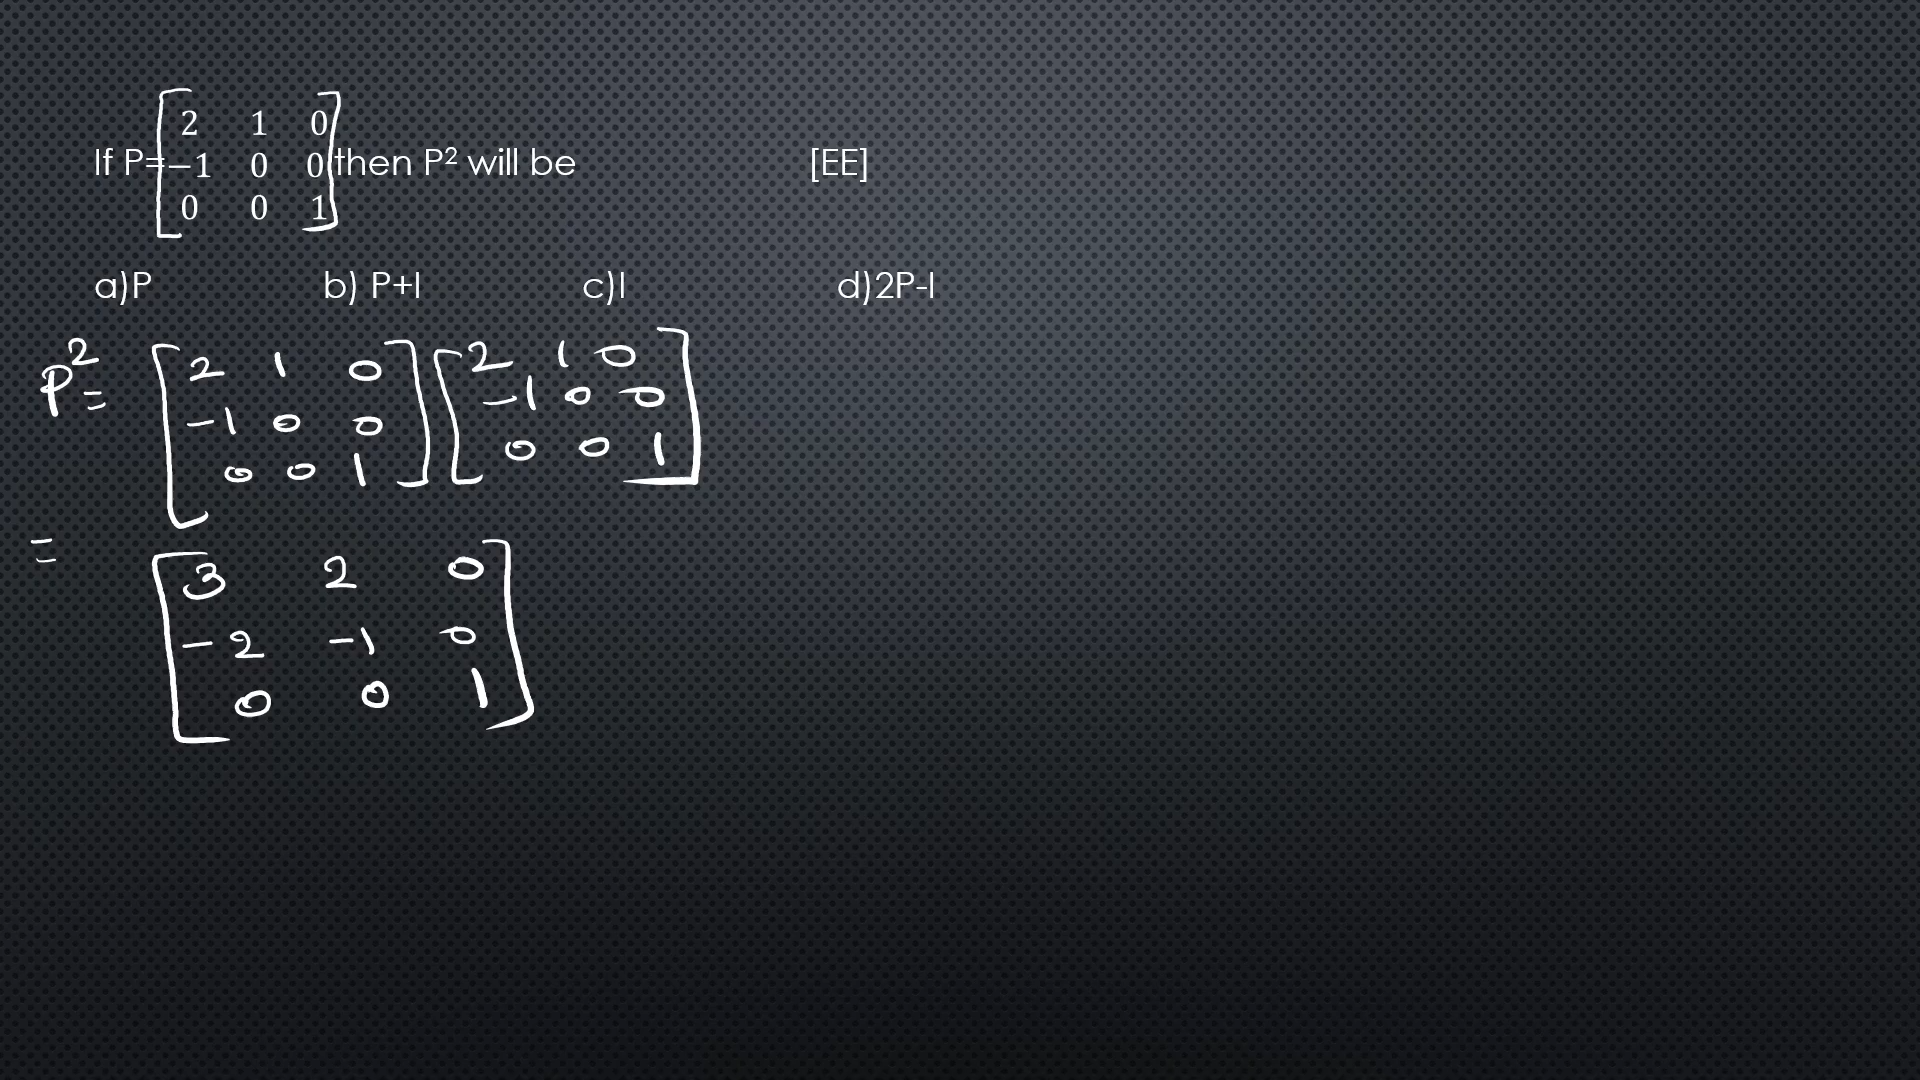 2 1 0
If P= −1 0 0 then P² will be [EE]
0 0 1
a)P b) P+I c)I d)2P-I
P² = [2 1 0] [2 1 0]
[-1 0 0] [-1 0 0]
[0 0 1] [0 0 1]
= [3 2 0]
[-2 -1 0]
[0 0 1]